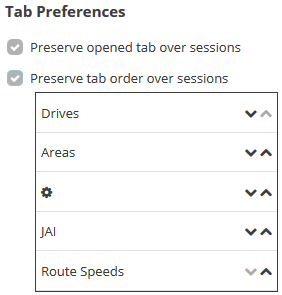 Tab Preferences
Preserve opened tab over sessions
Preserve tab order over sessions
Drives
Areas
JAI
Route Speeds